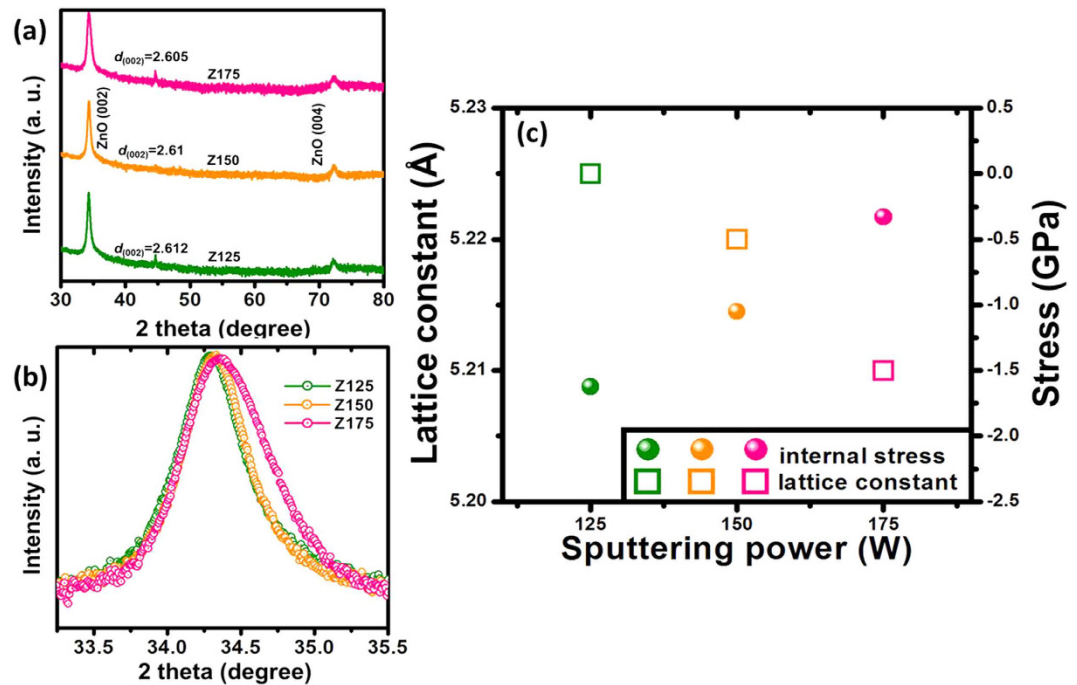 (a)
Intensity (a. u.)
d(002)=2.605
Z175
ZnO (002)
ZnO (004)
d(002)=2.61
Z150
d(002)=2.612
Z125
30 40 50 60 70 80
2 theta (degree)
(b)
Intensity (a. u.)
Z125
Z150
Z175
33.5 34.0 34.5 35.0 35.5
2 theta (degree)
(c)
Lattice constant (Å)
5.23
5.22
5.21
5.20
0.5
0.0
-0.5
-1.0
-1.5
-2.0
-2.5
Stress (GPa)
internal stress
lattice constant
125 150 175
Sputtering power (W)